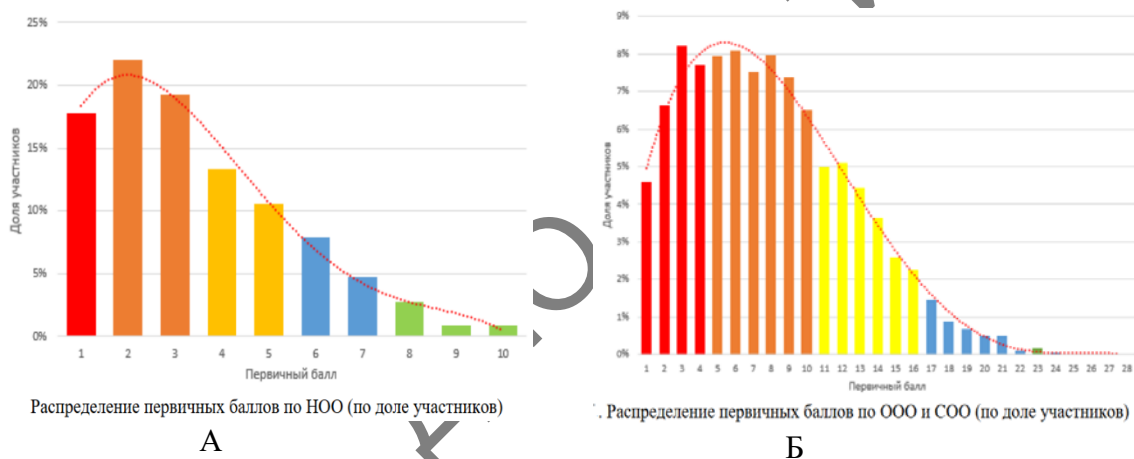 25%
20%
15%
10%
5%
0%
Доля участников
1 2 3 4 5 6 7 8 9 10
Первичный балл
Распределение первичных баллов по НОО (по доле участников)
А
9%
8%
7%
6%
5%
4%
3%
2%
1%
0%
Доля участников
1 2 3 4 5 6 7 8 9 10 11 12 13 14 15 16 17 18 19 20 21 22 23 24 25 26 27 28
Первичный балл
. Распределение первичных баллов по ООО и СОО (по доле участников)
Б